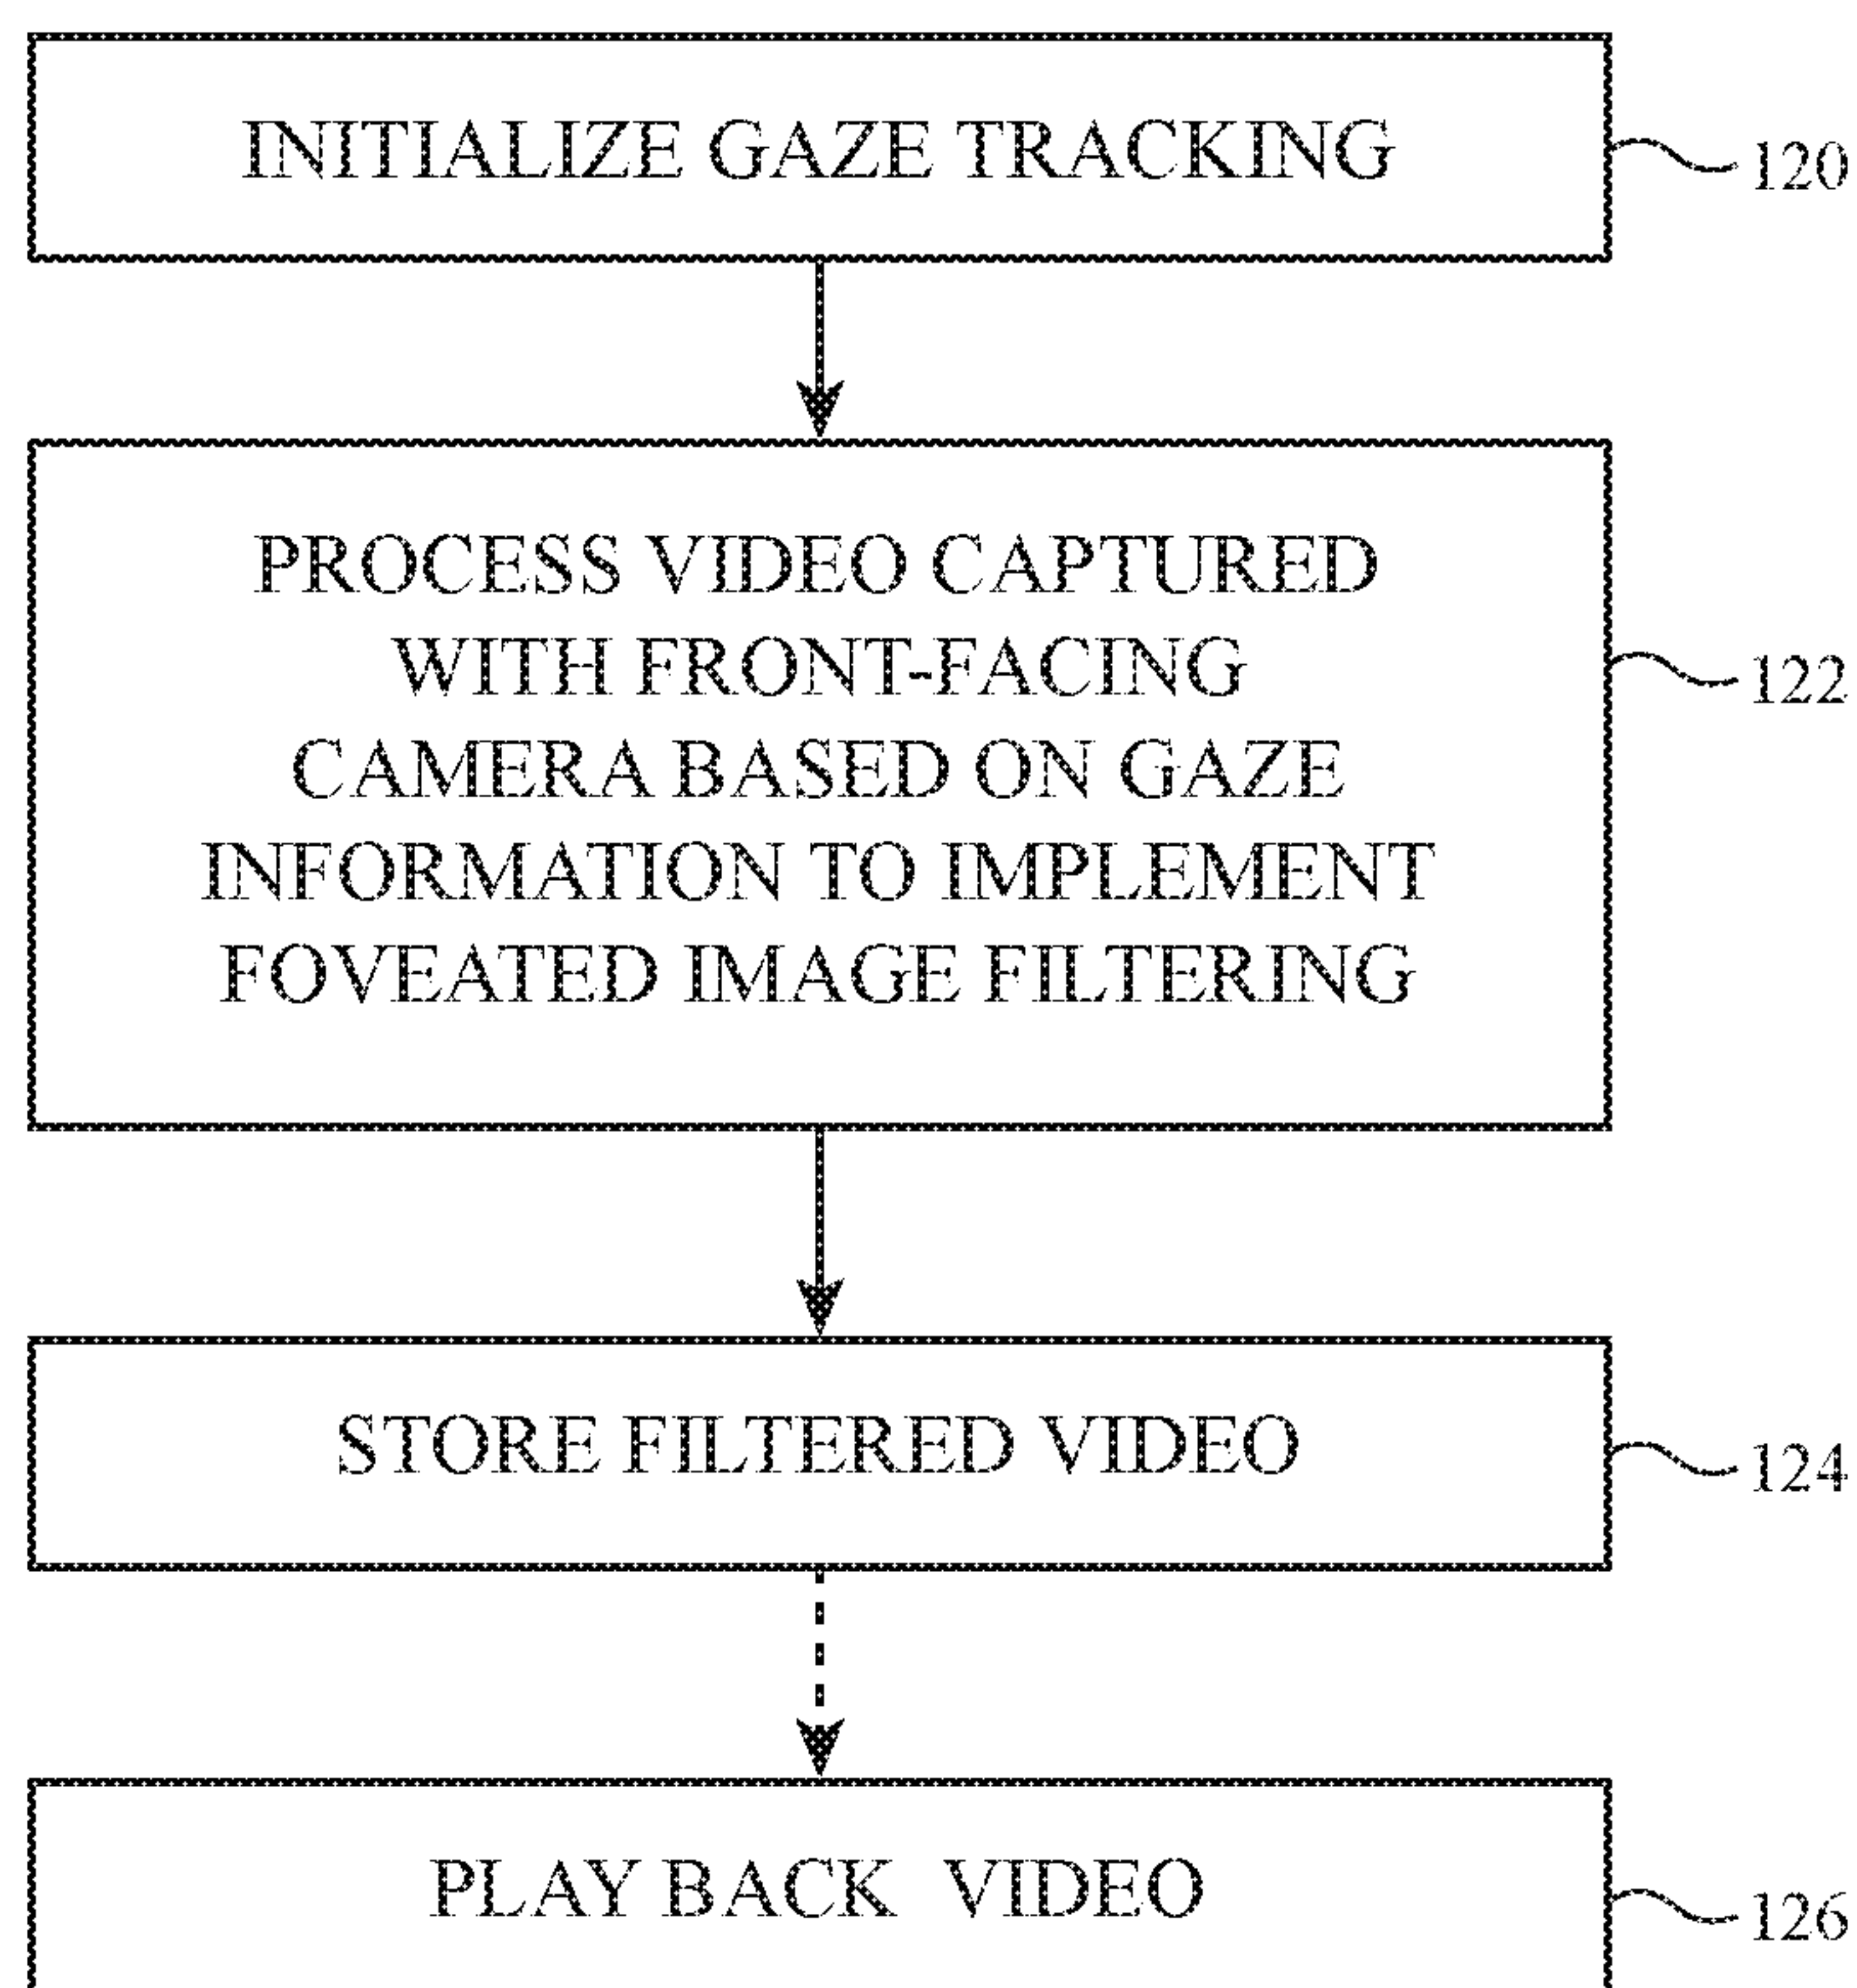 INITIALIZE GAZE TRACKING
120
PROCESS VIDEO CAPTURED
WITH FRONT-FACING
CAMERA BASED ON GAZE
INFORMATION TO IMPLEMENT
FOVEATED IMAGE FILTERING
122
STORE FILTERED VIDEO
124
PLAY BACK VIDEO
126